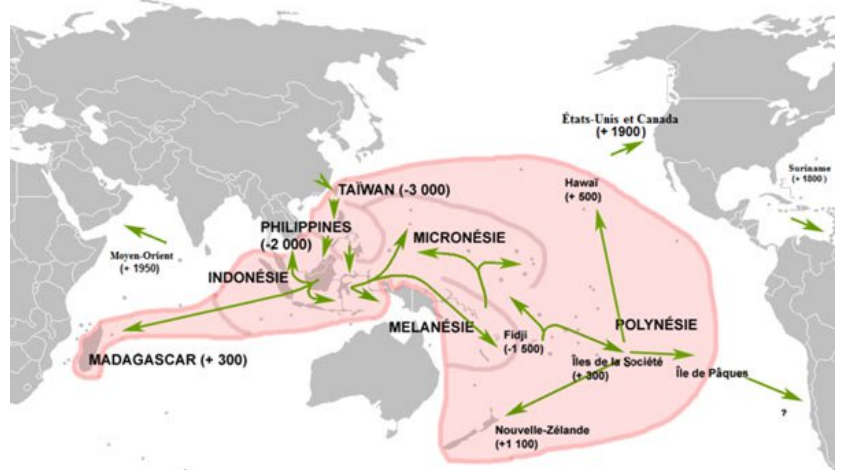 États-Unis et Canada
(+ 1900)
Suriname
(+ 1800)
Hawaï
(+ 500)
TAÏWAN (-3 000)
PHILIPPINES
(-2 000)
MICRONÉSIE
Moyen-Orient
(+ 1950)
INDONÉSIE
MELANÉSIE
Fidji
(-1 500)
POLYNÉSIE
MADAGASCAR (+ 300)
Îles de la Société
(+ 300)
Île de Pâques
?
Nouvelle-Zélande
(+1 100)